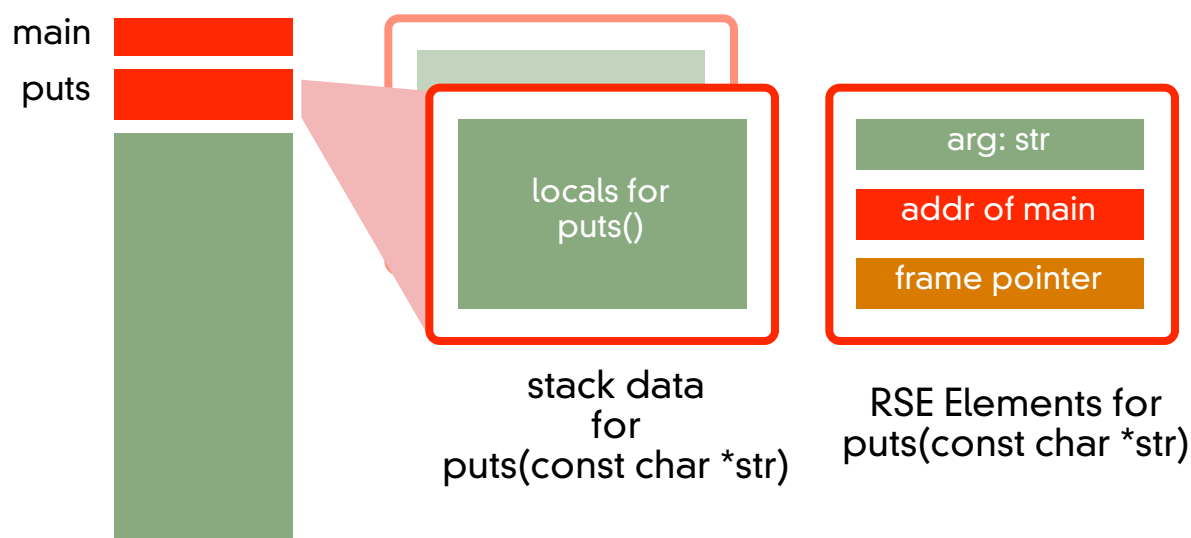 main
puts
locals for
puts()
arg: str
addr of main
frame pointer
stack data
for
puts(const char *str)
RSE Elements for
puts(const char *str)